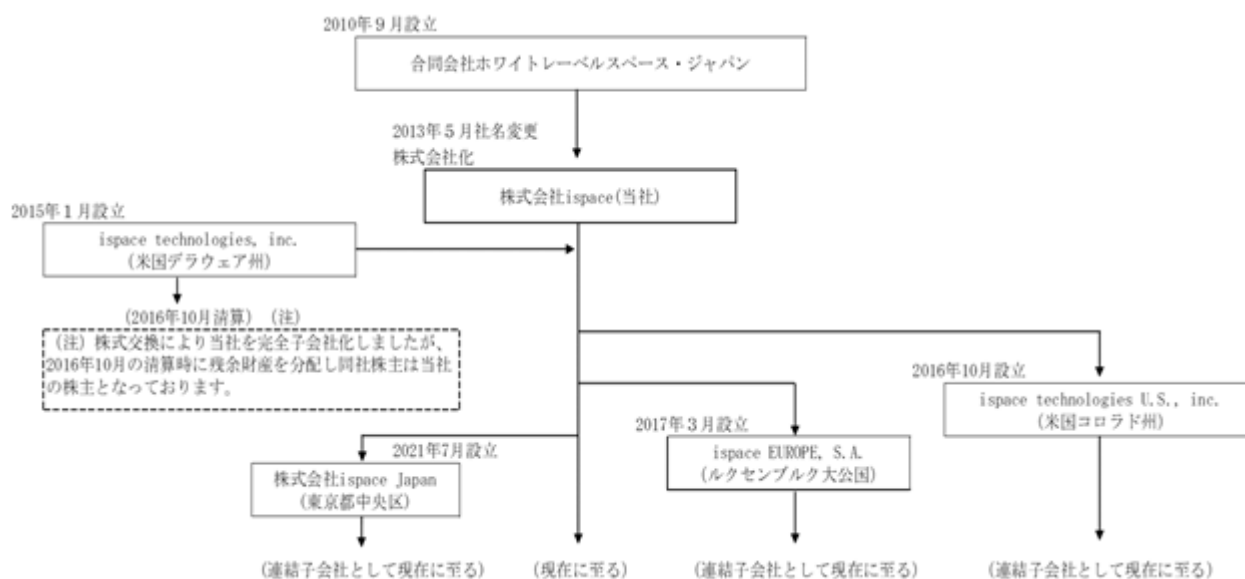 2010年9月設立
合同会社ホワイトレーベルスペース・ジャパン
2013年5月社名変更
株式会社化
株式会社ispace(当社)
2015年1月設立
ispace technologies, inc.
(米国デラウェア州)
(2016年10月清算) (注)
(注) 株式交換により当社を完全子会社化しましたが、
2016年10月の清算時に残余財産を分配し同社株主は当社
の株主となっております。
2016年10月設立
ispace technologies U.S., inc.
(米国コロラド州)
2017年3月設立
ispace EUROPE, S.A.
(ルクセンブルク大公国)
2021年7月設立
株式会社ispace Japan
(東京都中央区)
(連結子会社として現在に至る)
(現在に至る)
(連結子会社として現在に至る)
(連結子会社として現在に至る)